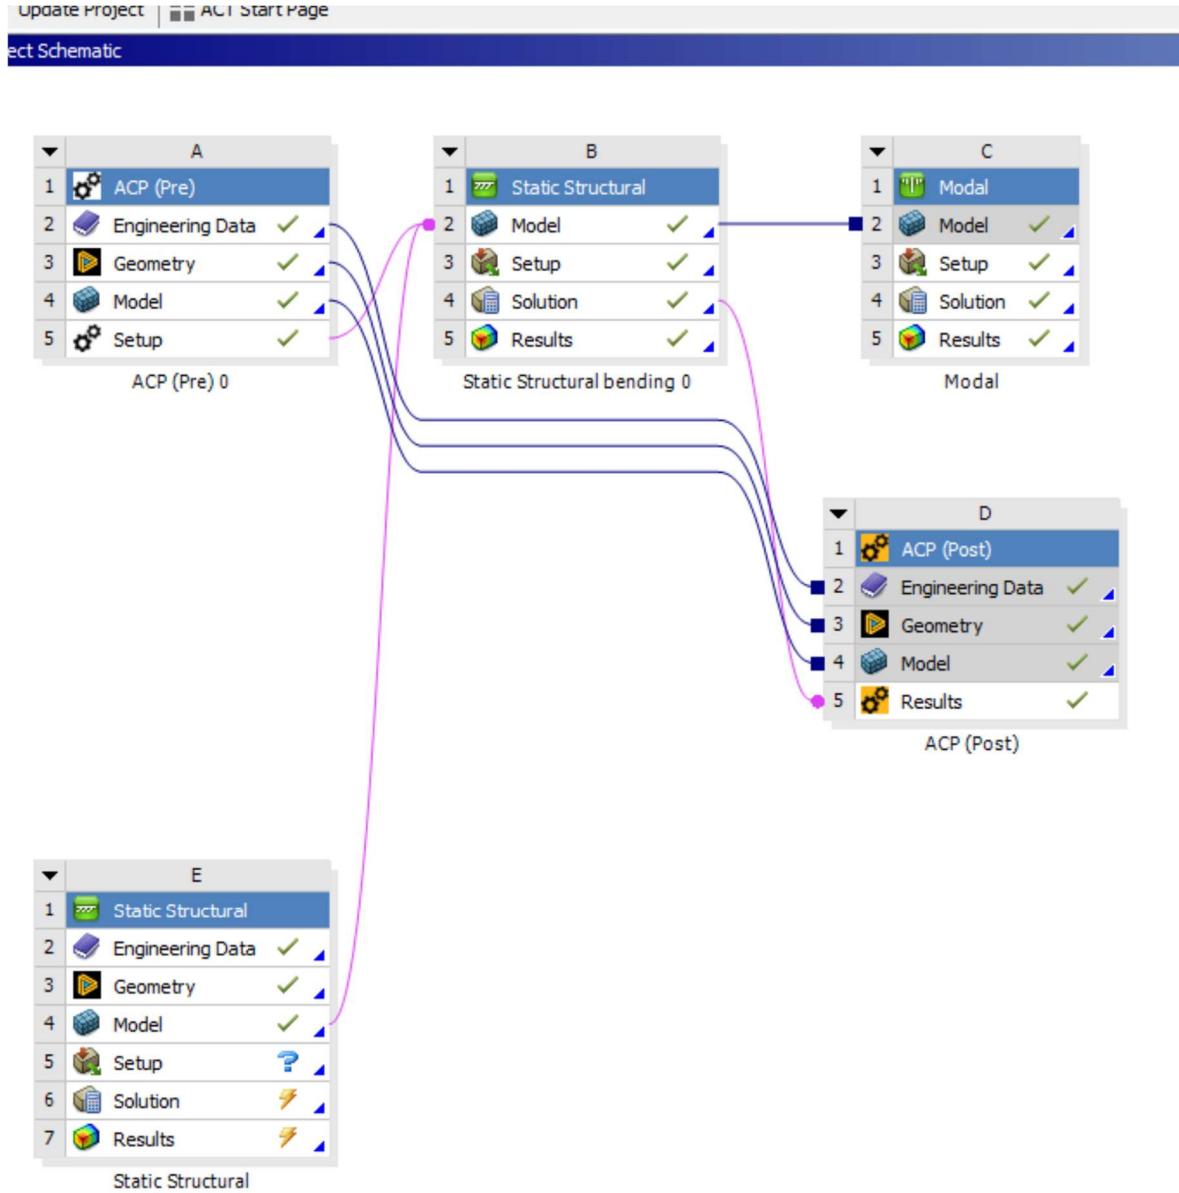 Update Project ACT Start Page
ect Schematic
A
1 ACP (Pre)
2 Engineering Data
3 Geometry
4 Model
5 Setup
ACP (Pre) 0
B
1 Static Structural
2 Model
3 Setup
4 Solution
5 Results
Static Structural bending 0
C
1 Modal
2 Model
3 Setup
4 Solution
5 Results
Modal
D
1 ACP (Post)
2 Engineering Data
3 Geometry
4 Model
5 Results
ACP (Post)
E
1 Static Structural
2 Engineering Data
3 Geometry
4 Model
5 Setup ?
6 Solution
7 Results
Static Structural